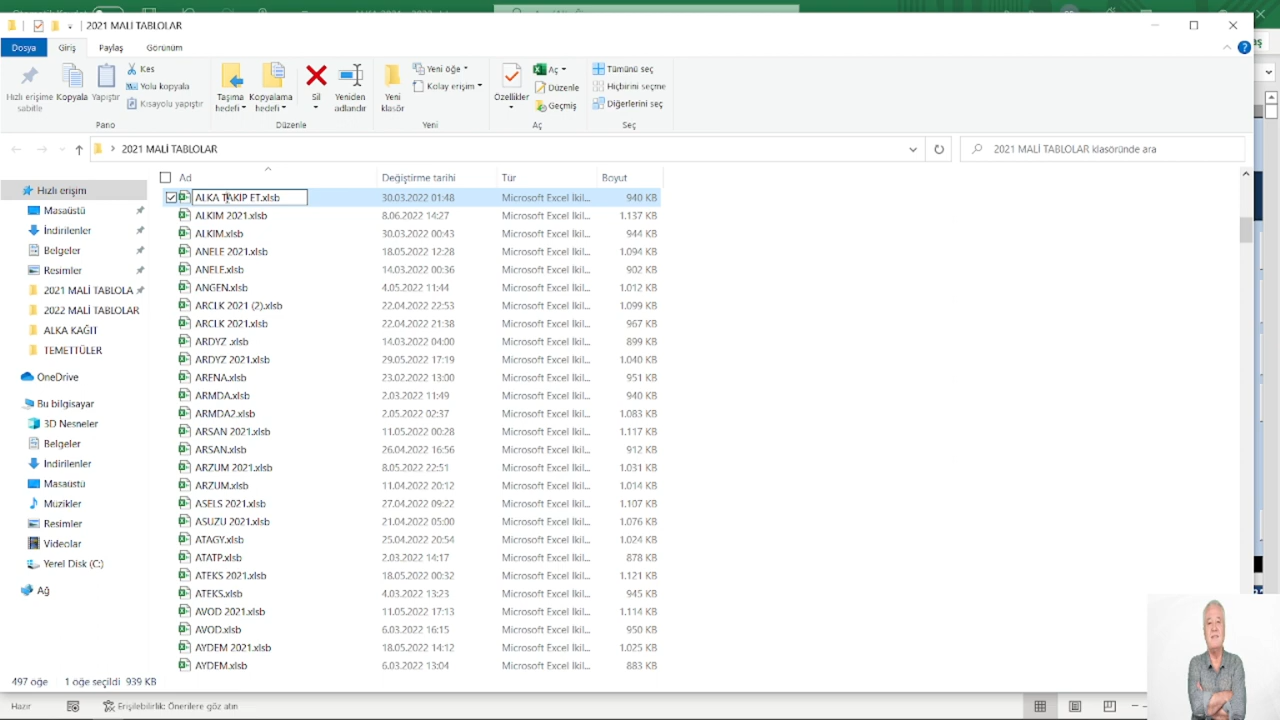 2021 MALİ TABLOLAR
Dosya Giriş Paylaş Görünüm
Hızlı erişime sabitle
Kopyala
Yapıştır
Kes
Yolu kopyala
Kısayolu yapıştır
Pano
Taşıma hedefi
Kopyalama hedefi
Sil
Yeniden adlandır
Düzenle
Yeni klasör
Yeni öğe
Kolay erişim
Yeni
Özellikler
Aç
Düzenle
Geçmiş
Aç
Tümünü seç
Hiçbirini seçme
Diğerlerini seç
Seç
2021 MALİ TABLOLAR
2021 MALİ TABLOLAR klasöründe ara
Hızlı erişim
Masaüstü
İndirilenler
Belgeler
Resimler
2021 MALİ TABLOLA
2022 MALİ TABLOLAR
ALKA KAĞIT
TEMETTÜLER
OneDrive
Bu bilgisayar
3D Nesneler
Belgeler
İndirilenler
Masaüstü
Müzikler
Resimler
Videolar
Yerel Disk (C:)
Ağ
Ad Değiştirme tarihi Tür Boyut
ALKA TAKIP ET.xlsb 30.03.2022 01:48 Microsoft Excel İkil... 940 KB
ALKIM 2021.xlsb 8.06.2022 14:27 Microsoft Excel İkil... 1.137 KB
ALKIM.xlsb 30.03.2022 00:43 Microsoft Excel İkil... 944 KB
ANELE 2021.xlsb 18.05.2022 12:28 Microsoft Excel İkil... 1.094 KB
ANELE.xlsb 14.03.2022 00:36 Microsoft Excel İkil... 902 KB
ANGEN.xlsb 4.05.2022 11:44 Microsoft Excel İkil... 1.012 KB
ARCLK 2021 (2).xlsb 22.04.2022 22:53 Microsoft Excel İkil... 1.099 KB
ARCLK 2021.xlsb 22.04.2022 21:38 Microsoft Excel İkil... 967 KB
ARDYZ .xlsb 14.03.2022 04:00 Microsoft Excel İkil... 899 KB
ARDYZ 2021.xlsb 29.05.2022 17:19 Microsoft Excel İkil... 1.040 KB
ARENA.xlsb 23.02.2022 13:00 Microsoft Excel İkil... 951 KB
ARMDA.xlsb 2.03.2022 11:49 Microsoft Excel İkil... 940 KB
ARMDA2.xlsb 2.05.2022 02:37 Microsoft Excel İkil... 1.083 KB
ARSAN 2021.xlsb 11.05.2022 00:28 Microsoft Excel İkil... 1.117 KB
ARSAN.xlsb 26.04.2022 16:56 Microsoft Excel İkil... 912 KB
ARZUM 2021.xlsb 8.05.2022 22:51 Microsoft Excel İkil... 1.031 KB
ARZUM.xlsb 11.04.2022 20:12 Microsoft Excel İkil... 1.014 KB
ASELS 2021.xlsb 27.04.2022 09:22 Microsoft Excel İkil... 1.107 KB
ASUZU 2021.xlsb 21.04.2022 05:00 Microsoft Excel İkil... 1.076 KB
ATAGY.xlsb 25.04.2022 20:54 Microsoft Excel İkil... 1.024 KB
ATATP.xlsb 2.03.2022 14:17 Microsoft Excel İkil... 878 KB
ATEKS 2021.xlsb 18.05.2022 00:32 Microsoft Excel İkil... 1.121 KB
ATEKS.xlsb 4.03.2022 13:23 Microsoft Excel İkil... 945 KB
AVOD 2021.xlsb 11.05.2022 17:13 Microsoft Excel İkil... 1.114 KB
AVOD.xlsb 6.03.2022 16:15 Microsoft Excel İkil... 950 KB
AYDEM 2021.xlsb 18.05.2022 14:12 Microsoft Excel İkil... 1.025 KB
AYDEM.xlsb 6.03.2022 13:04 Microsoft Excel İkil... 883 KB
497 öğe 1 öğe seçildi 939 KB
Hazır Erişilebilirlik: Önerilere göz atın